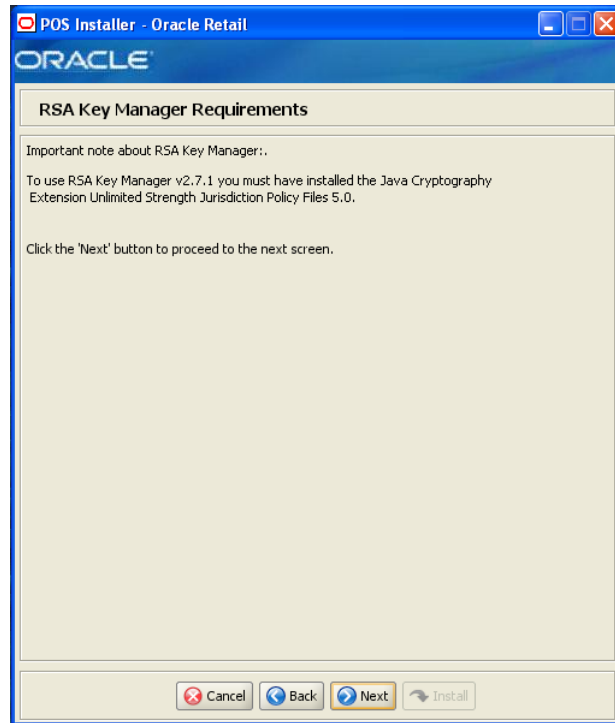 POS Installer - Oracle Retail
ORACLE
RSA Key Manager Requirements
Important note about RSA Key Manager:.
To use RSA Key Manager v2.7.1 you must have installed the Java Cryptography
Extension Unlimited Strength Jurisdiction Policy Files 5.0.
Click the 'Next' button to proceed to the next screen.
Cancel Back Next Install